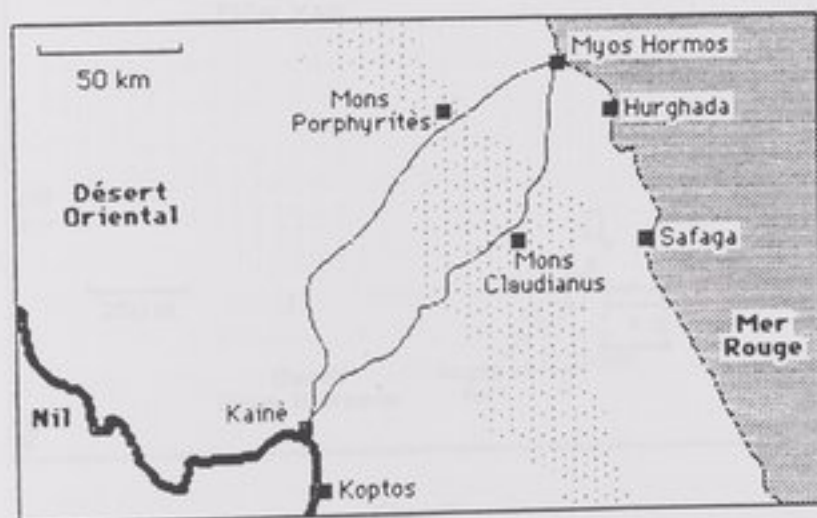 50 km
Myos Hormos
Mons
Porphyritès
Hurghada
Désert
Oriental
Safaga
Mons
Claudianus
Mer
Rouge
Nil
Kainè
Koptos